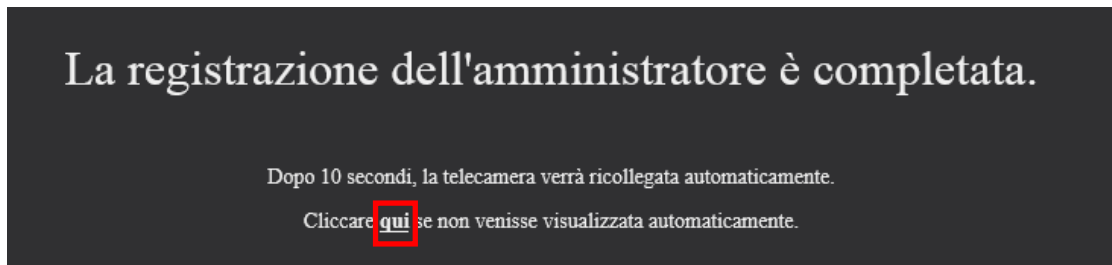 La registrazione dell'amministratore è completata.
Dopo 10 secondi, la telecamera verrà ricollegata automaticamente.
Cliccare qui se non venisse visualizzata automaticamente.